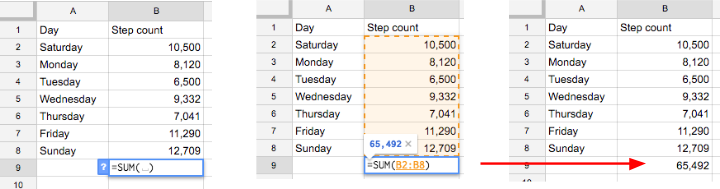 A B
1 Day Step count
2 Saturday 10,500
3 Monday 8,120
4 Tuesday 6,500
5 Wednesday 9,332
6 Thursday 7,041
7 Friday 11,290
8 Sunday 12,709
9 ? =SUM(…)
10
A B
1 Day Step count
2 Saturday 10,500
3 Monday 8,120
4 Tuesday 6,500
5 Wednesday 9,332
6 Thursday 7,041
7 Friday 11,290
65,492 ×
8 Sunday 12,709
9 =SUM(B2:B8)
A B
1 Day Step count
2 Saturday 10,500
3 Monday 8,120
4 Tuesday 6,500
5 Wednesday 9,332
6 Thursday 7,041
7 Friday 11,290
8 Sunday 12,709
65,492